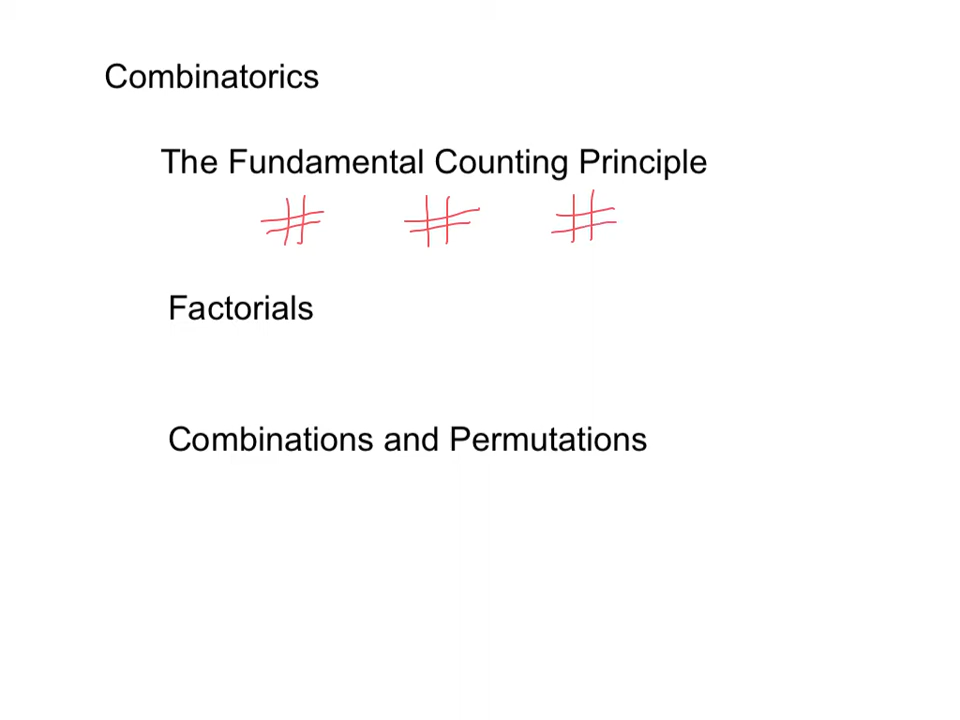 Combinatorics
The Fundamental Counting Principle
# # #
Factorials
Combinations and Permutations